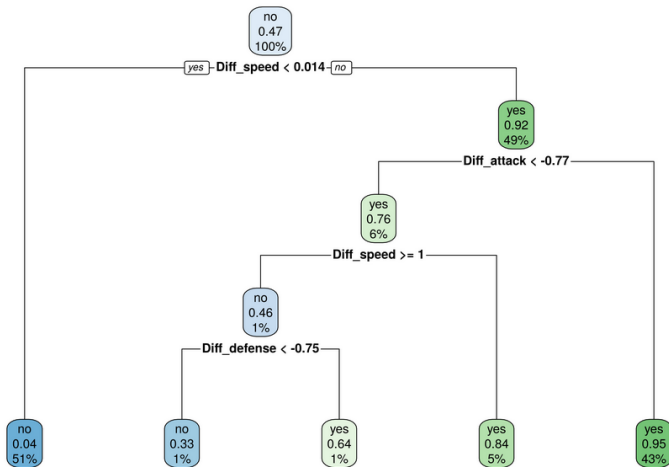 no
0.47
100%
yes Diff_speed < 0.014 no
yes
0.92
49%
Diff_attack < -0.77
yes
0.76
6%
Diff_speed >= 1
no
0.46
1%
Diff_defense < -0.75
no
0.04
51%
no
0.33
1%
yes
0.64
1%
yes
0.84
5%
yes
0.95
43%